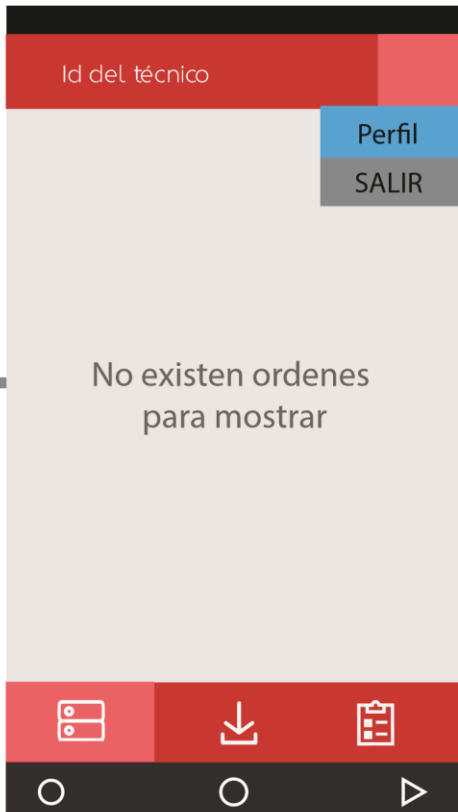 Id del técnico
Perfil
SALIR
No existen ordenes
para mostrar